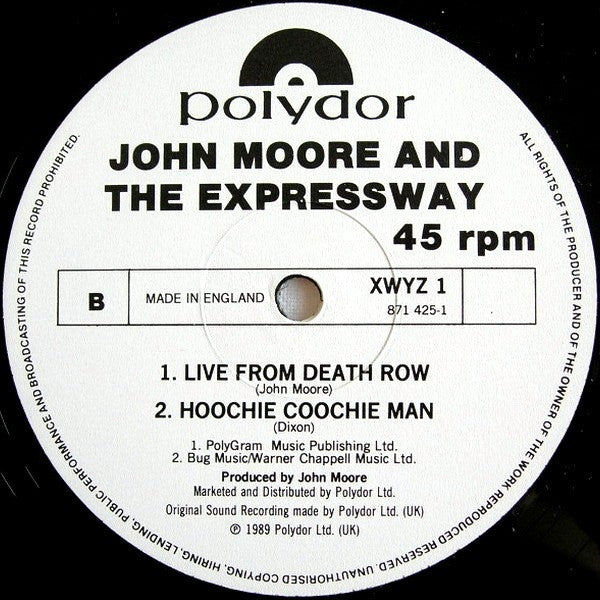 polydor
JOHN MOORE AND
THE EXPRESSWAY
45 rpm
B
MADE IN ENGLAND
XWYZ 1
871 425-1
1. LIVE FROM DEATH ROW
(John Moore)
2. HOOCHIE COOCHIE MAN
(Dixon)
1. PolyGram Music Publishing Ltd.
2. Bug Music/Warner Chappell Music Ltd.
Produced by John Moore
Marketed and Distributed by Polydor Ltd.
Original Sound Recording made by Polydor Ltd. (UK)
℗ 1989 Polydor Ltd. (UK)
ALL RIGHTS OF THE PRODUCER AND OF THE OWNER OF THE WORK REPRODUCED RESERVED. UNAUTHORISED COPYING, HIRING, LENDING, PUBLIC PERFORMANCE AND BROADCASTING OF THIS RECORD PROHIBITED.